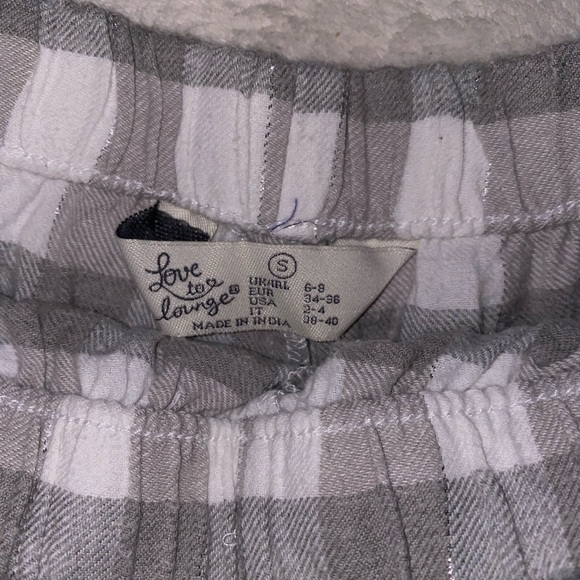 Love
to
lounge®
S
UK/IRL 6-8
EUR 34-36
USA 2-4
IT 38-40
MADE IN INDIA